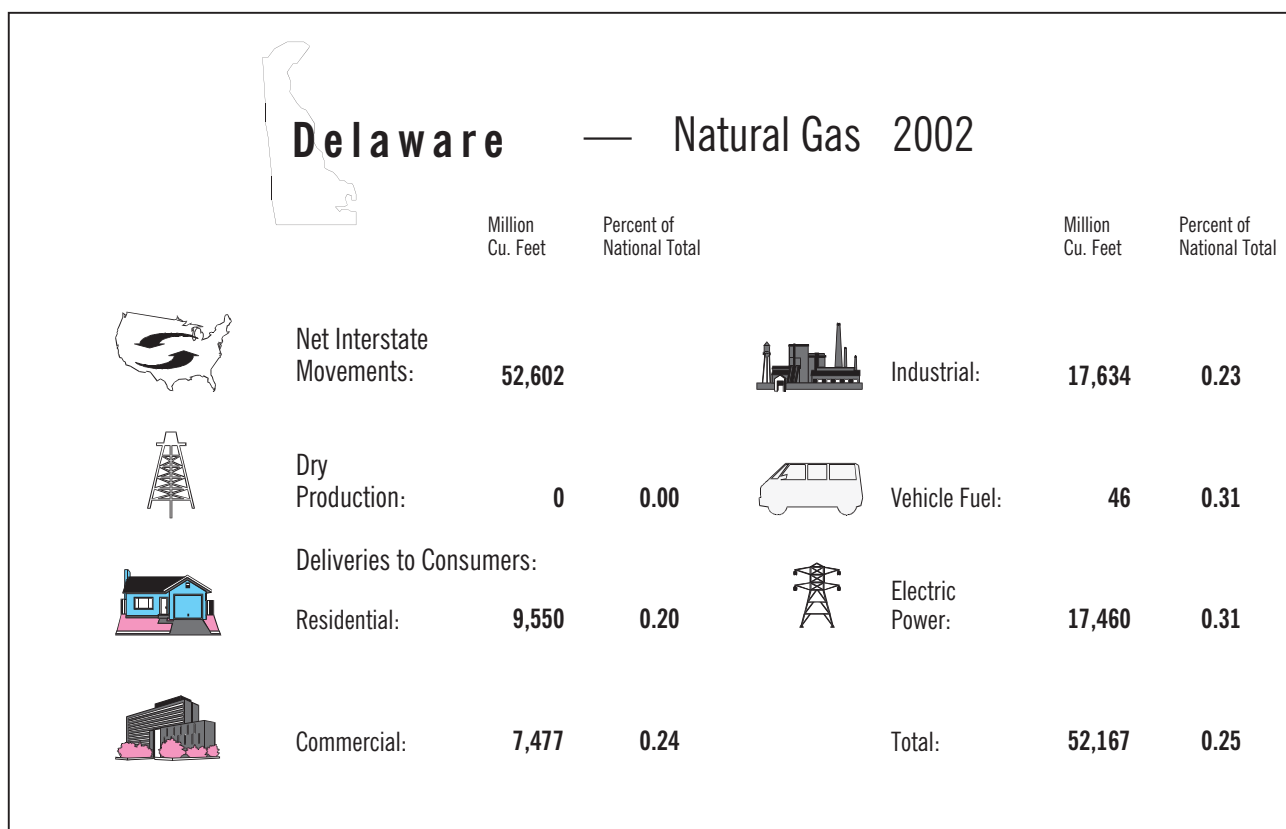 Delaware — Natural Gas 2002
Million Cu. Feet
Percent of National Total
Million Cu. Feet
Percent of National Total
Net Interstate
Movements: 52,602
Dry
Production: 0 0.00
Deliveries to Consumers:
Residential: 9,550 0.20
Commercial: 7,477 0.24
Industrial: 17,634 0.23
Vehicle Fuel: 46 0.31
Electric
Power: 17,460 0.31
Total: 52,167 0.25